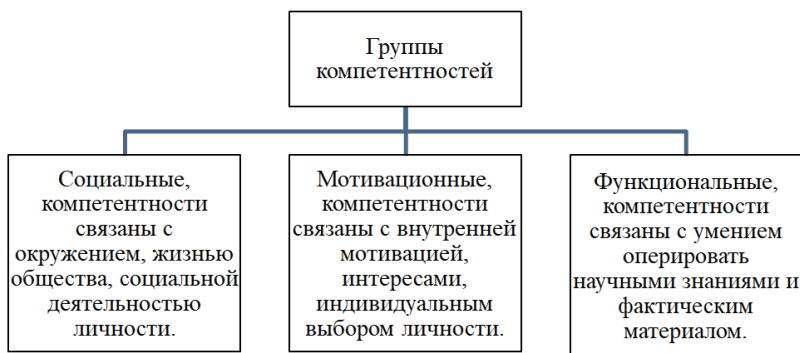 Группы
компетентностей
Социальные,
компетентности
связаны с
окружением, жизнью
общества, социальной
деятельностью
личности.
Мотивационные,
компетентности
связаны с внутренней
мотивацией,
интересами,
индивидуальным
выбором личности.
Функциональные,
компетентности
связаны с умением
оперировать
научными знаниями и
фактическим
материалом.